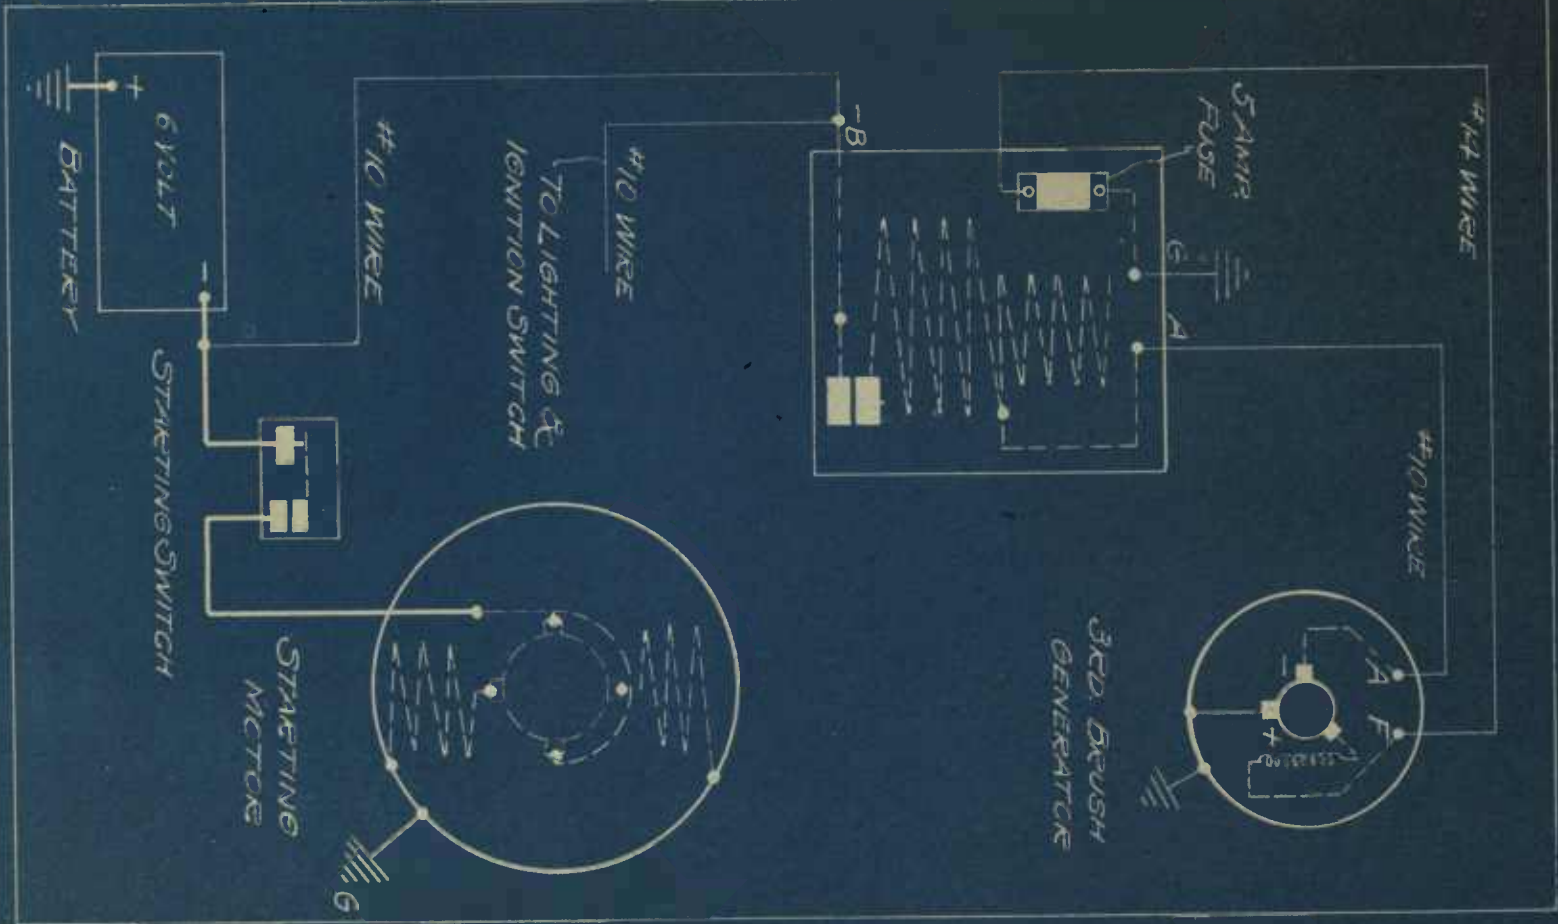 #14 WIRE
5 AMP.
FUSE
#10 WIRE
G
A
A
F
-
+
3RD BRUSH
GENERATOR
-B
#10 WIRE
TO LIGHTING &
IGNITION SWITCH
#10 WIRE
+
6 VOLT
-
BATTERY
STARTING SWITCH
STARTING
MOTOR
G